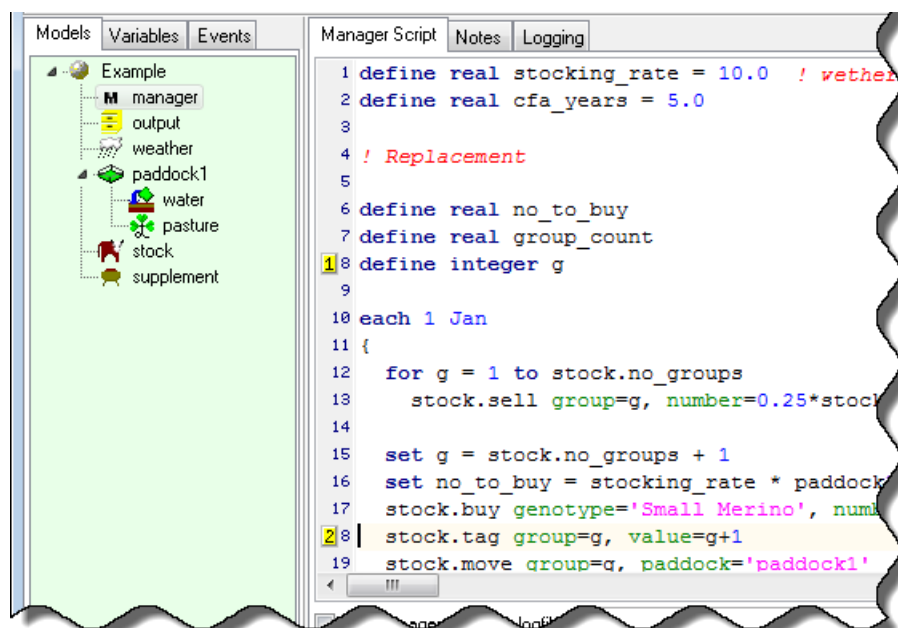 Models Variables Events
Example
M manager
output
weather
paddock1
water
pasture
stock
supplement
Manager Script Notes Logging
1 define real stocking_rate = 10.0 ! wether
2 define real cfa_years = 5.0
3
4 ! Replacement
5
6 define real no_to_buy
7 define real group_count
1 8 define integer g
9
10 each 1 Jan
11 {
12 for g = 1 to stock.no_groups
13 stock.sell group=g, number=0.25*stock
14
15 set g = stock.no_groups + 1
16 set no_to_buy = stocking_rate * paddock
17 stock.buy genotype='Small Merino', numb
2 8 stock.tag group=g, value=g+1
19 stock.move group=g, paddock='paddock1'